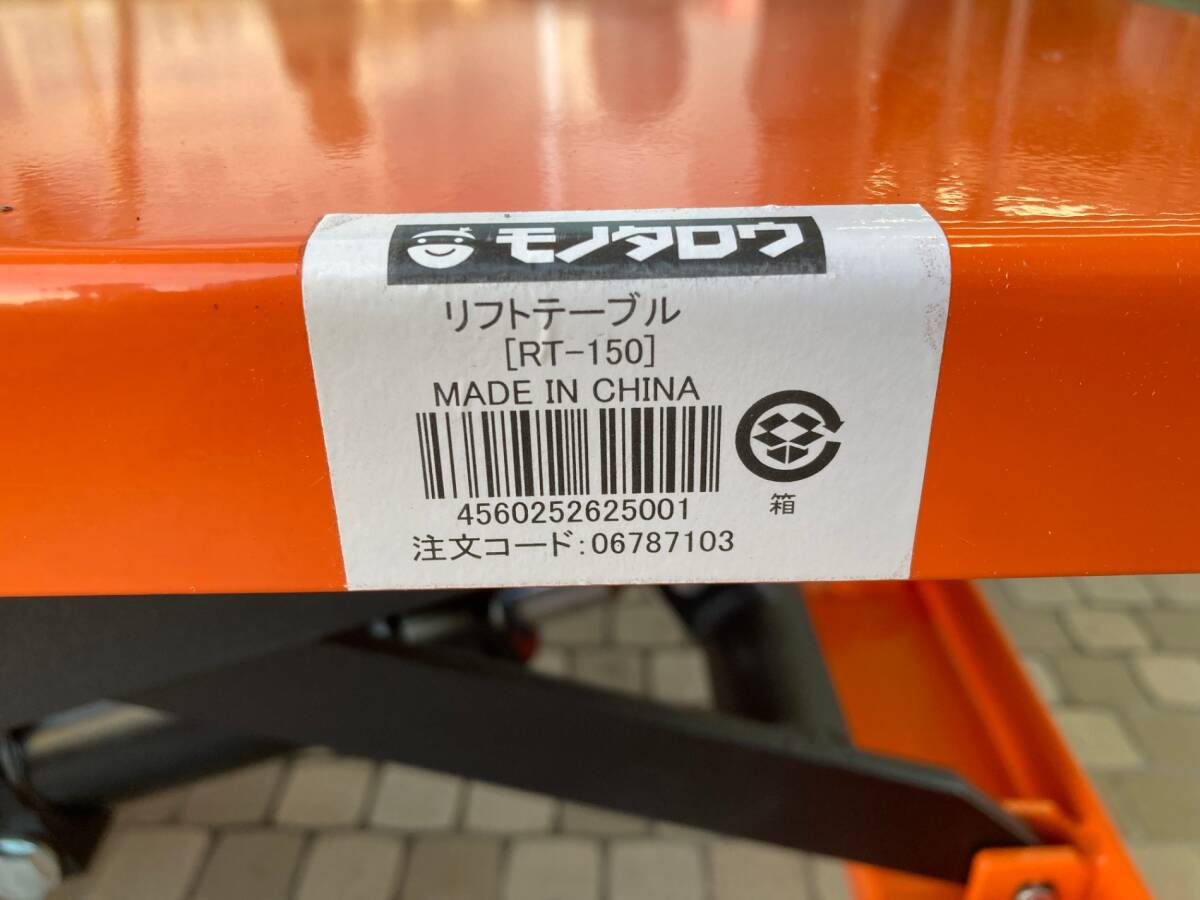 モノタロウ
リフトテーブル
[RT-150]
MADE IN CHINA
4560252625001
箱
注文コード:06787103